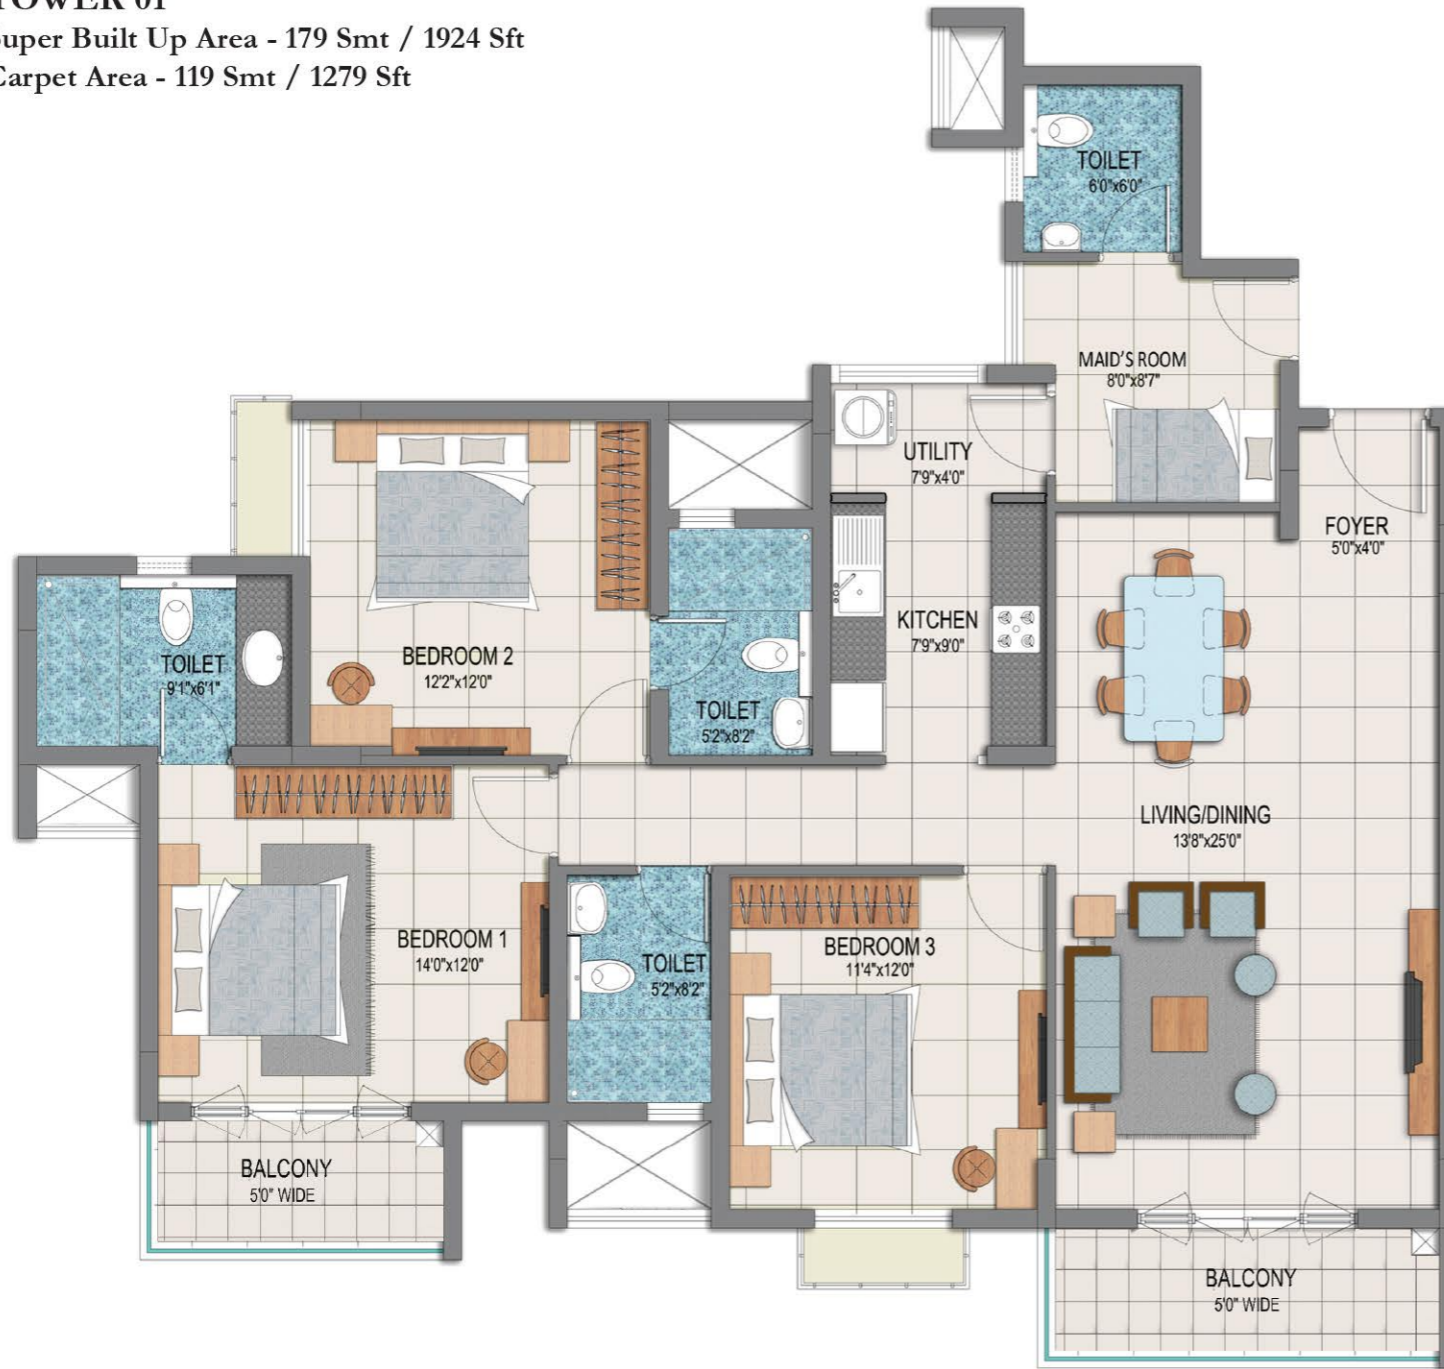 TOWER 01
Super Built Up Area - 179 Smt / 1924 Sft
Carpet Area - 119 Smt / 1279 Sft
TOILET
6'0"x6'0"
MAID'S ROOM
8'0"x8'7"
UTILITY
7'9"x4'0"
FOYER
5'0"x4'0"
KITCHEN
7'9"x9'0"
BEDROOM 2
12'2"x12'0"
TOILET
9'1"x6'1"
TOILET
5'2"x8'2"
LIVING/DINING
13'8"x25'0"
BEDROOM 1
14'0"x12'0"
TOILET
5'2"x8'2"
BEDROOM 3
11'4"x12'0"
BALCONY
5'0" WIDE
BALCONY
5'0" WIDE